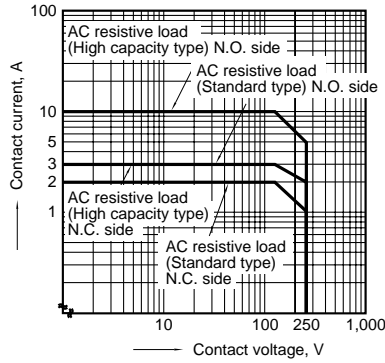 Contact current, A
AC resistive load
(High capacity type) N.O. side
AC resistive load
(Standard type) N.O. side
10
5
3
2
1
AC resistive load
(High capacity type)
N.C. side
AC resistive load
(Standard type)
N.C. side
10
100
250
1,000
Contact voltage, V